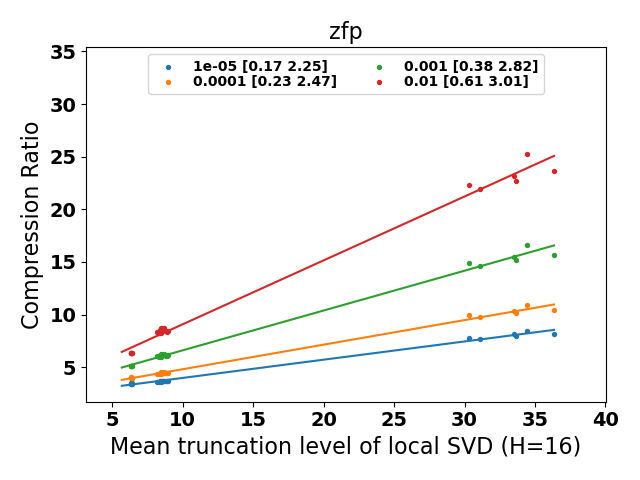 zfp
1e-05 [0.17 2.25]
0.0001 [0.23 2.47]
0.001 [0.38 2.82]
0.01 [0.61 3.01]
Compression Ratio
35
30
25
20
15
10
5
5 10 15 20 25 30 35 40
Mean truncation level of local SVD (H=16)